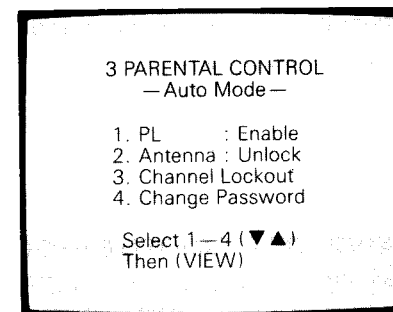 3 PARENTAL CONTROL
—Auto Mode—
1. PL : Enable
2. Antenna : Unlock
3. Channel Lockout
4. Change Password
Select 1—4 (▼▲)
Then (VIEW)